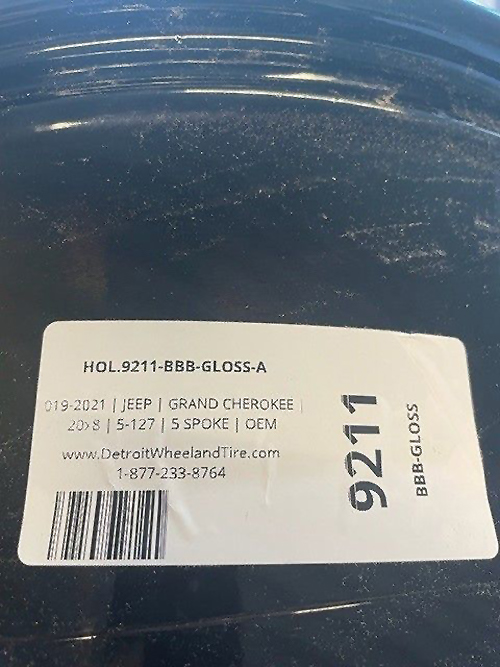 HOL.9211-BBB-GLOSS-A
019-2021 | JEEP | GRAND CHEROKEE |
20x8 | 5-127 | 5 SPOKE | OEM
www.DetroitWheelandTire.com
1-877-233-8764
9211
BBB-GLOSS